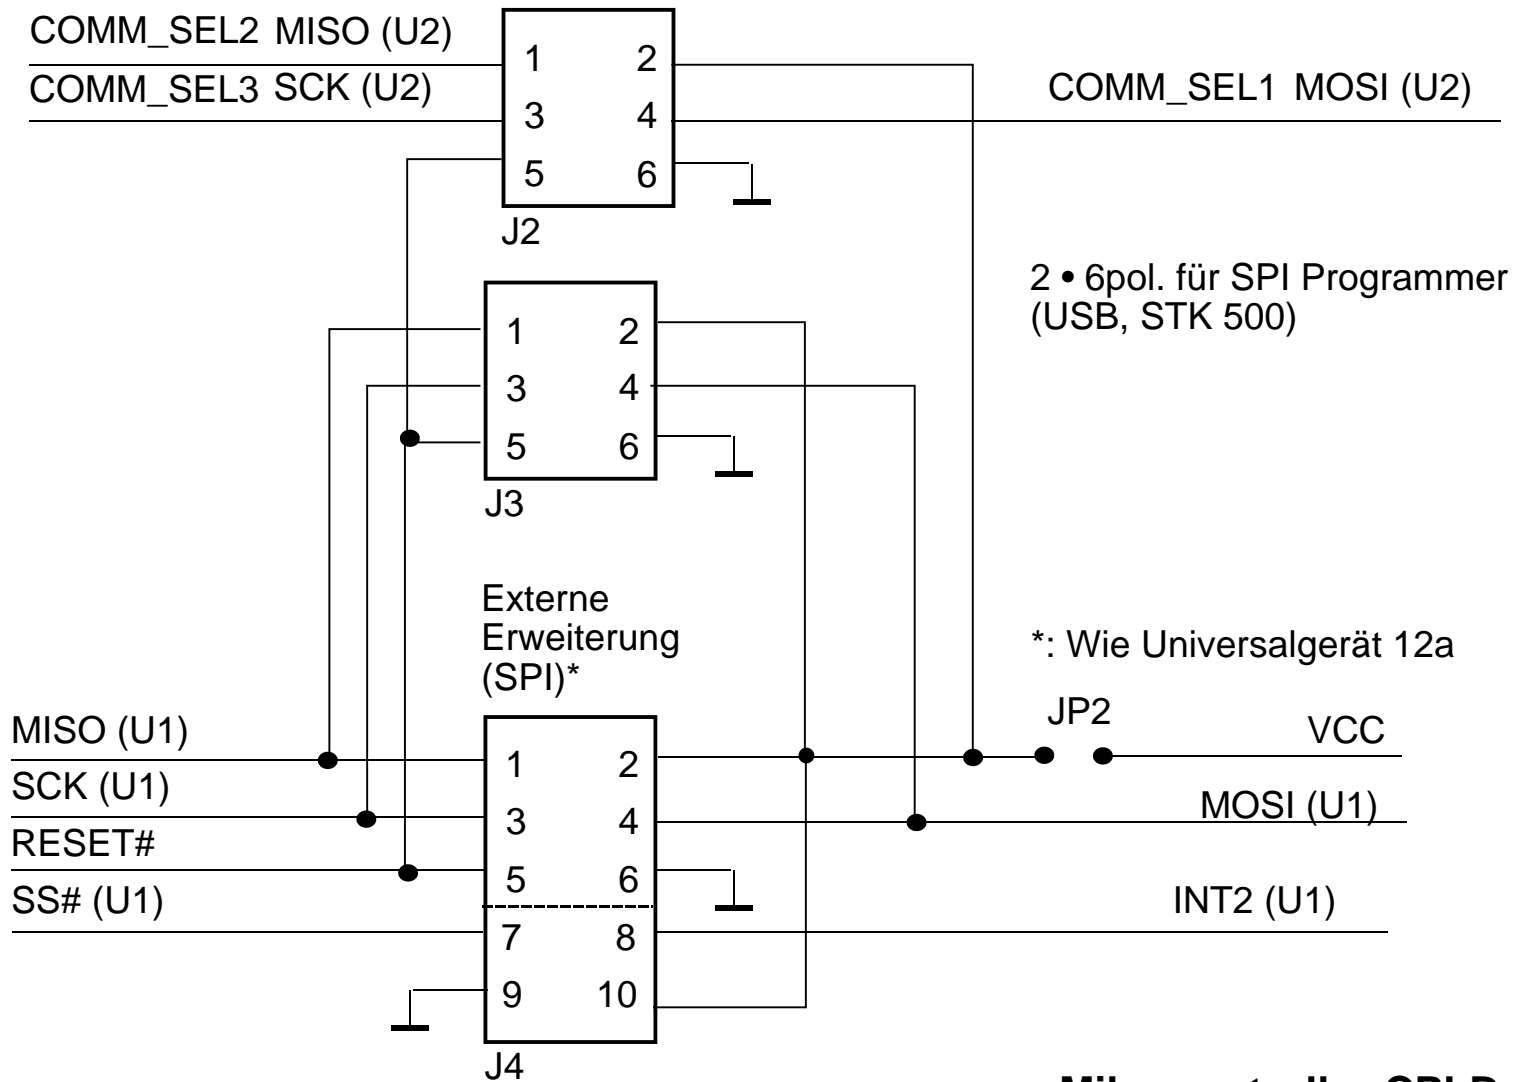 COMM_SEL2 MISO (U2)
1 2
COMM_SEL3 SCK (U2)
COMM_SEL1 MOSI (U2)
3 4
5 6
J2
2 • 6pol. für SPI Programmer
(USB, STK 500)
1 2
3 4
5 6
J3
Externe
Erweiterung
(SPI)*
*: Wie Universalgerät 12a
JP2
VCC
MISO (U1)
1 2
SCK (U1)
MOSI (U1)
3 4
RESET#
5 6
SS# (U1)
INT2 (U1)
7 8
9 10
J4